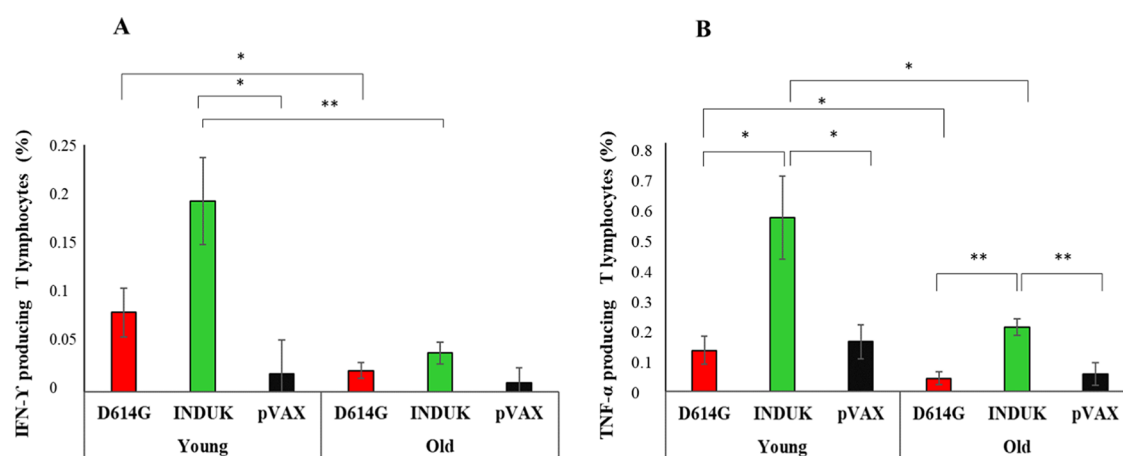 A
*
*
**
IFN-ϒ producing T lymphocytes (%)
0.25
0.2
0.15
0.1
0.05
0
D614G INDUK pVAX D614G INDUK pVAX
Young Old
B
*
*
* *
** **
TNF-α producing T lymphocytes (%)
0.8
0.7
0.6
0.5
0.4
0.3
0.2
0.1
0
D614G INDUK pVAX D614G INDUK pVAX
Young Old